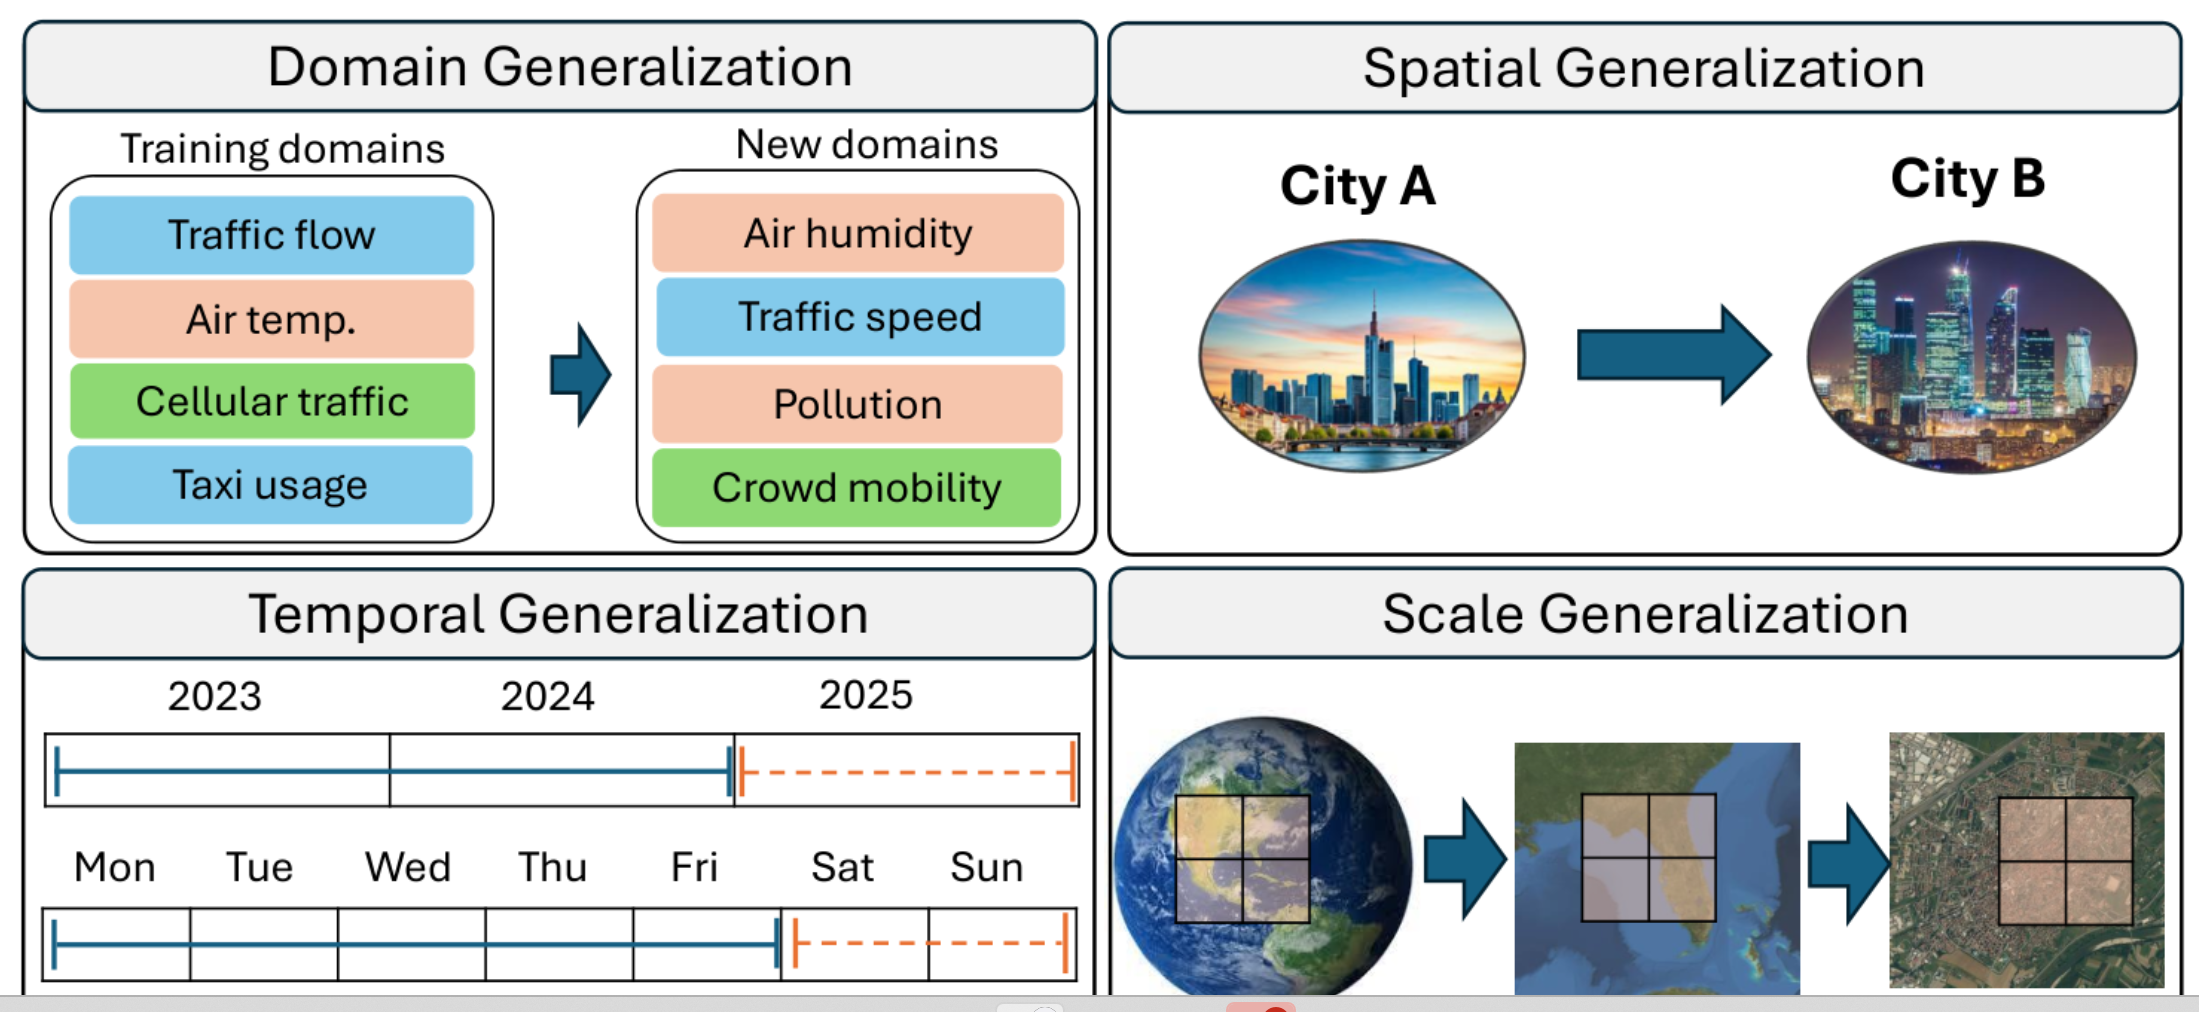 Domain Generalization
Training domains
Traffic flow
Air temp.
Cellular traffic
Taxi usage
New domains
Air humidity
Traffic speed
Pollution
Crowd mobility
Spatial Generalization
City A
City B
Temporal Generalization
2023 2024 2025
Mon Tue Wed Thu Fri Sat Sun
Scale Generalization